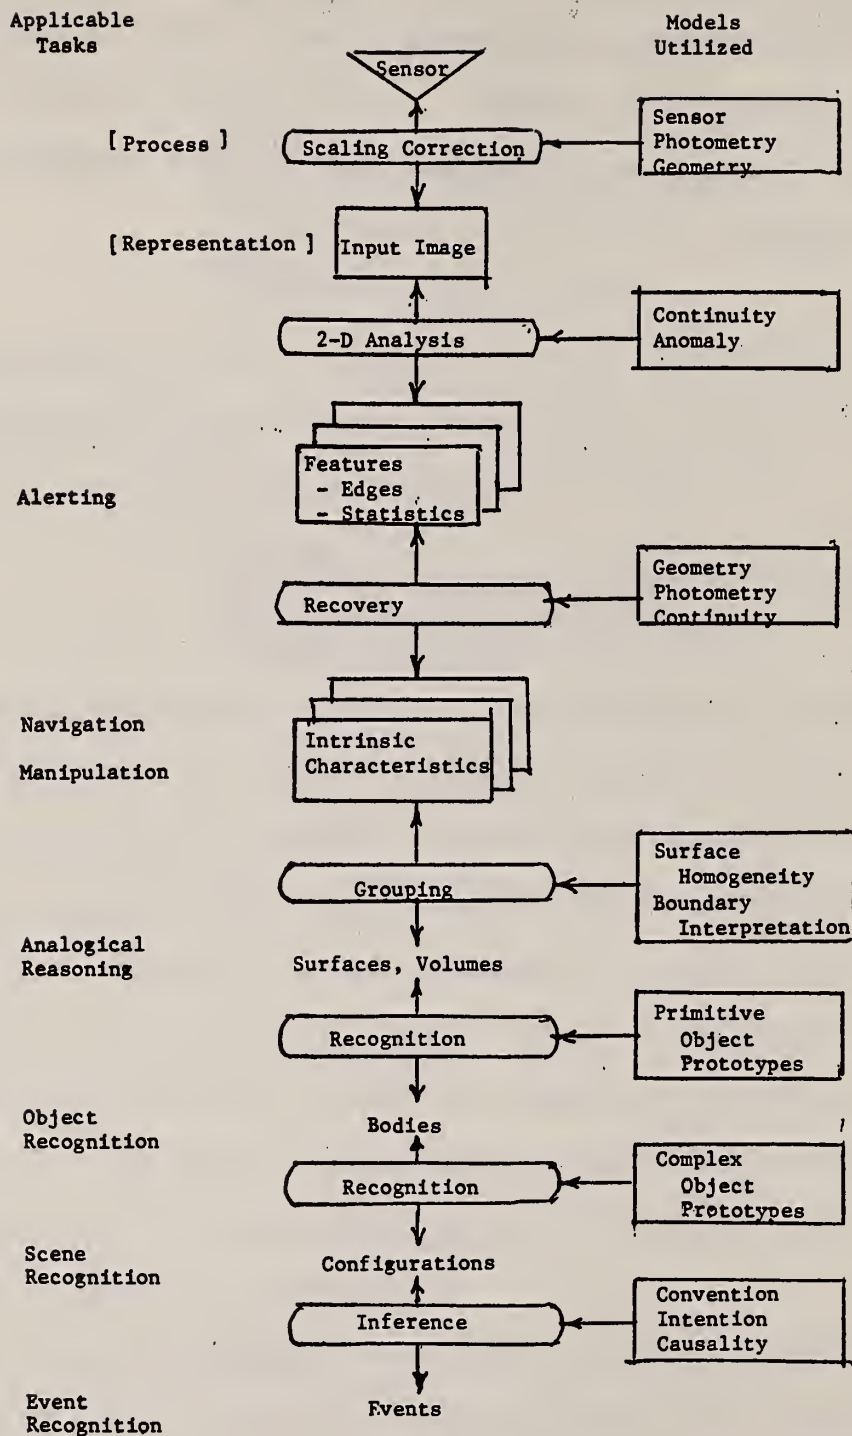 Applicable
Tasks
Models
Utilized
Sensor
[Process]
Scaling Correction
Sensor
Photometry
Geometry
[Representation]
Input Image
2-D Analysis
Continuity
Anomaly
Alerting
Features
- Edges
- Statistics
Recovery
Geometry
Photometry
Continuity
Navigation
Manipulation
Intrinsic
Characteristics
Grouping
Surface
Homogeneity
Boundary
Interpretation
Analogical
Reasoning
Surfaces, Volumes
Recognition
Primitive
Object
Prototypes
Object
Recognition
Bodies
Recognition
Complex
Object
Prototypes
Scene
Recognition
Configurations
Inference
Convention
Intention
Causality
Event
Recognition
Events